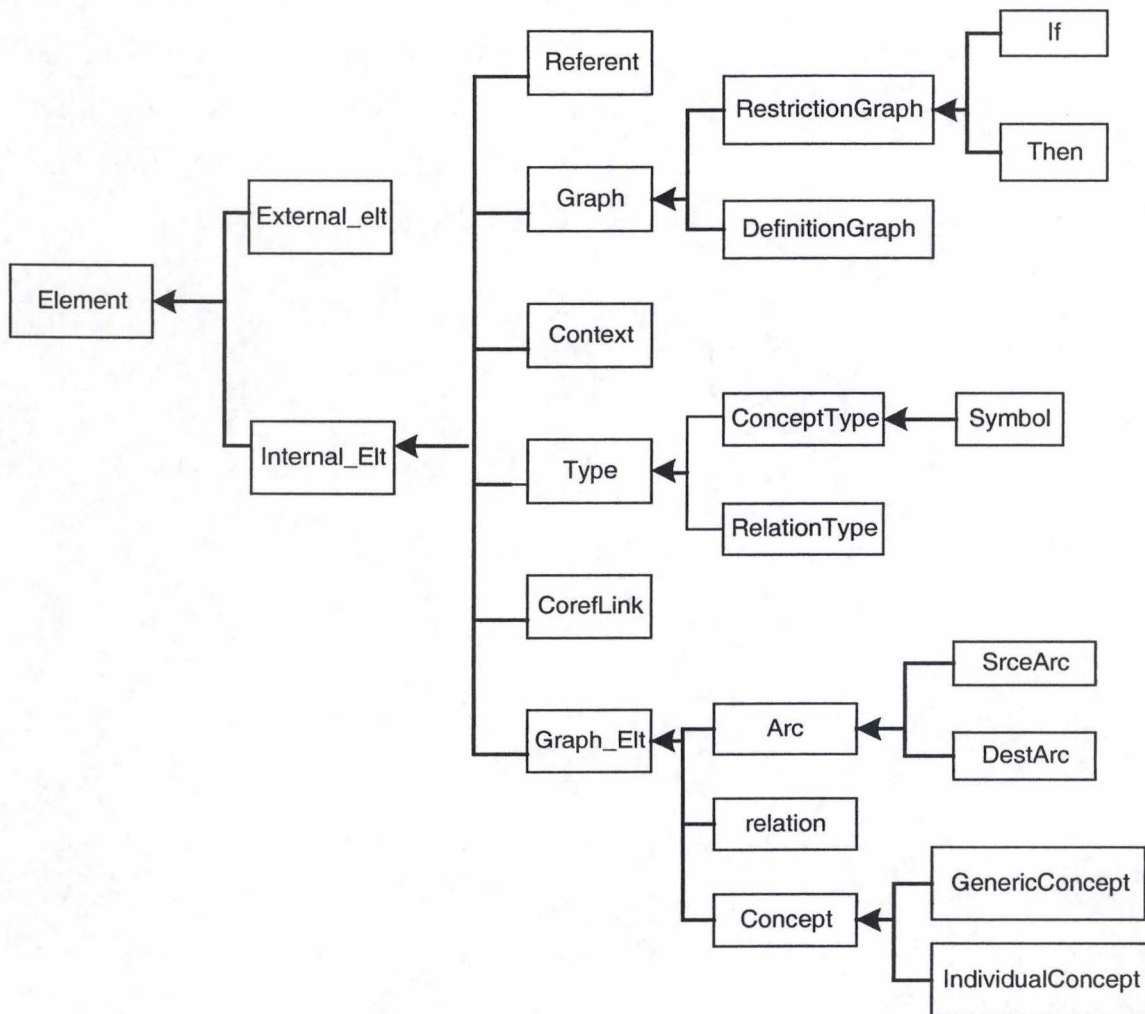 If
Referent
RestrictionGraph
Then
External_elt
Graph
DefinitionGraph
Element
Context
Internal_Elt
ConceptType
Symbol
Type
RelationType
CorefLink
SrceArc
Graph_Elt
Arc
DestArc
relation
GenericConcept
Concept
IndividualConcept